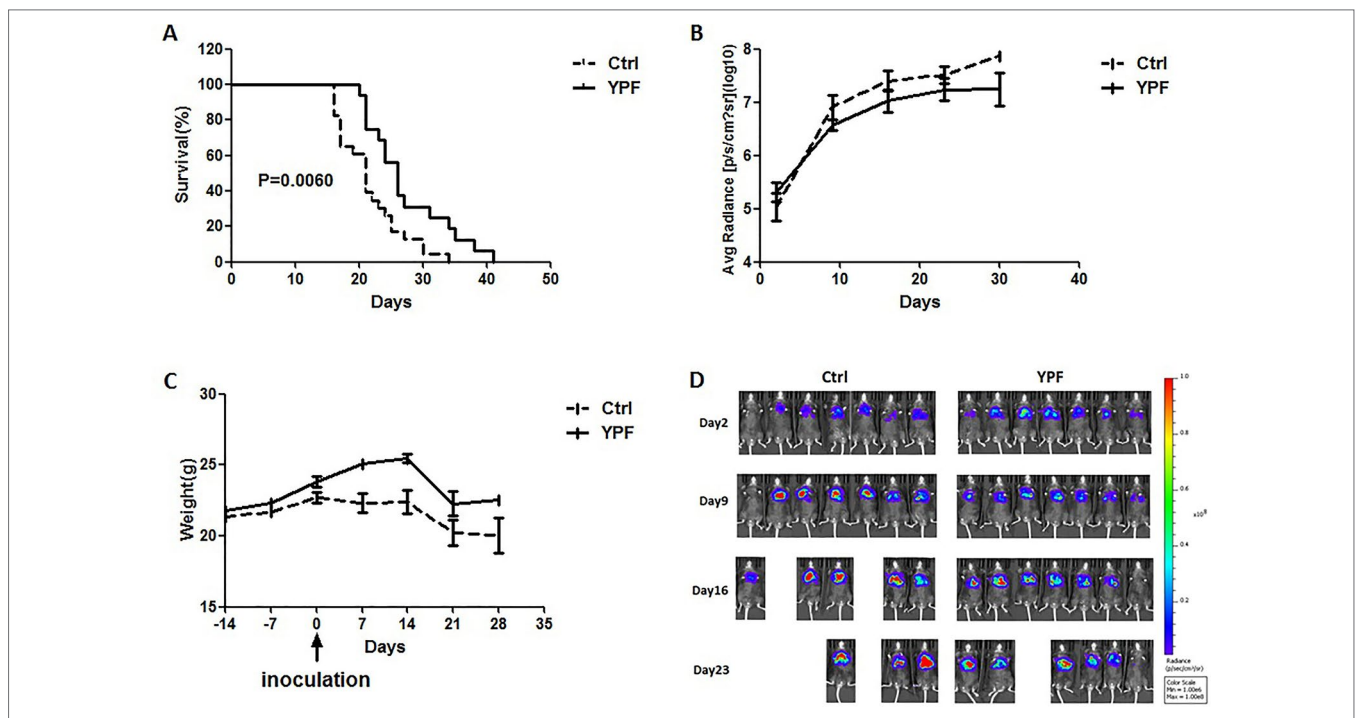 A
120
100
80
60
40
20
0
Survival(%)
P=0.0060
0 10 20 30 40 50
Days
Ctrl
YPF
B
8
7
6
5
4
Avg Radiance [p/s/cm?sr](log10)
0 10 20 30 40
Days
Ctrl
YPF
C
30
25
20
15
Weight(g)
-14 -7 0 7 14 21 28 35
Days
inoculation
Ctrl
YPF
D
Ctrl YPF
Day2
Day9
Day16
Day23
1.0
0.8
0.6
x10⁸
0.4
0.2
Radiance
(p/sec/cm²/sr)
Color Scale
Min = 1.00e6
Max = 1.00e8